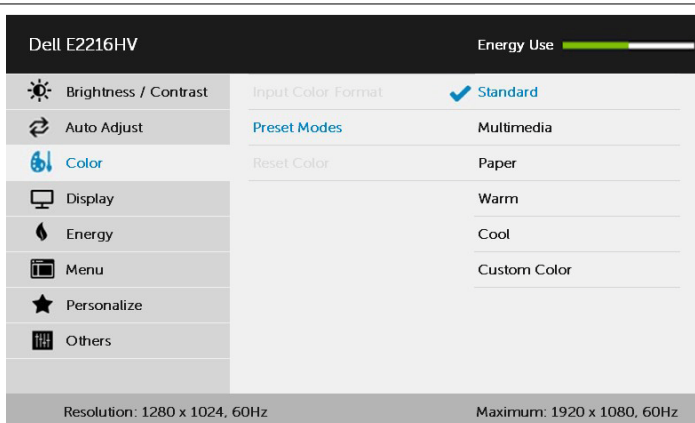 Dell E2216HV Energy Use
Brightness / Contrast Input Color Format Standard
Auto Adjust Preset Modes Multimedia
Color Reset Color Paper
Display Warm
Energy Cool
Menu Custom Color
Personalize
Others
Resolution: 1280 x 1024, 60Hz Maximum: 1920 x 1080, 60Hz